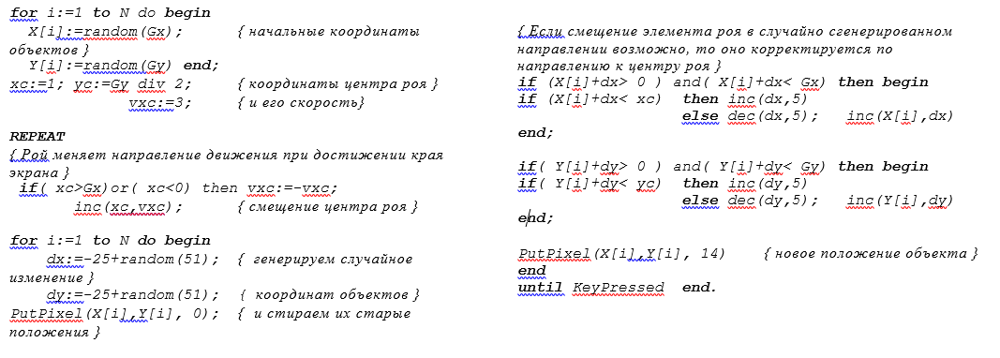 for i:=1 to N do begin
X[i]:=random(Gx); { начальные координаты
объектов }
Y[i]:=random(Gy) end;
xc:=1; yc:=Gy div 2; { координаты центра роя }
vxc:=3; { и его скорость}
REPEAT
{ Рой меняет направление движения при достижении края
экрана }
if( xc>Gx)or( xc<0) then vxc:=-vxc;
inc(xc,vxc); { смещение центра роя }
for i:=1 to N do begin
dx:=-25+random(51); { генерируем случайное
изменение }
dy:=-25+random(51); { координат объектов }
PutPixel(X[i],Y[i], 0); { и стираем их старые
положения }
{ Если смещение элемента роя в случайно сгенерированном
направлении возможно, то оно корректируется по
направлению к центру роя }
if (X[i]+dx> 0 ) and( X[i]+dx< Gx) then begin
if (X[i]+dx< xc) then inc(dx,5)
else dec(dx,5); inc(X[i],dx)
end;
if( Y[i]+dy> 0 ) and( Y[i]+dy< Gy) then begin
if( Y[i]+dy< yc) then inc(dy,5)
else dec(dy,5); inc(Y[i],dy)
end;
PutPixel(X[i],Y[i], 14) { новое положение объекта }
end
until KeyPressed end.